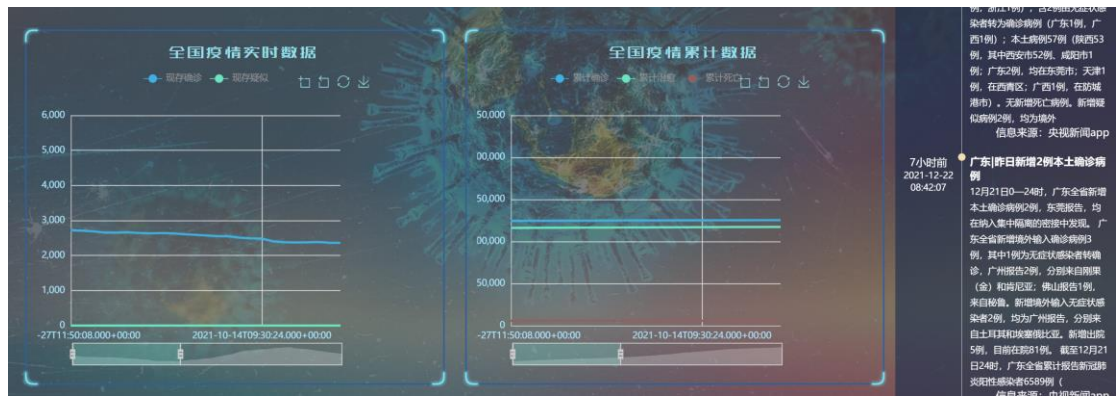 全国疫情实时数据
现存确诊 现存疑似
6,000
5,000
4,000
3,000
2,000
1,000
0
-27T11:50:08.000+00:00 2021-10-14T09:30:24.000+00:00
全国疫情累计数据
累计确诊 累计治愈 累计死亡
50,000
00,000
50,000
00,000
50,000
0
-27T11:50:08.000+00:00 2021-10-14T09:30:24.000+00:00
例，浙江1例），含2例由无症状感
染者转为确诊病例（广东1例，广
西1例）；本土病例57例（陕西53
例，其中西安市52例、咸阳市1
例；广东2例，均在东莞市；天津1
例，在西青区；广西1例，在防城
港市）。无新增死亡病例。新增疑
似病例2例，均为境外
信息来源：央视新闻app
7小时前
2021-12-22
08:42:07
广东|昨日新增2例本土确诊病
例
12月21日0—24时，广东全省新增
本土确诊病例2例，东莞报告，均
在纳入集中隔离的密接中发现。 广
东全省新增境外输入确诊病例3
例，其中1例为无症状感染者转确
诊，广州报告2例，分别来自刚果
（金）和肯尼亚；佛山报告1例，
来自秘鲁。新增境外输入无症状感
染者2例，均为广州报告，分别来
自土耳其和埃塞俄比亚。新增出院
5例，目前在院81例。 截至12月21
日24时，广东全省累计报告新冠肺
炎阳性感染者6589例（
信息来源：央视新闻app